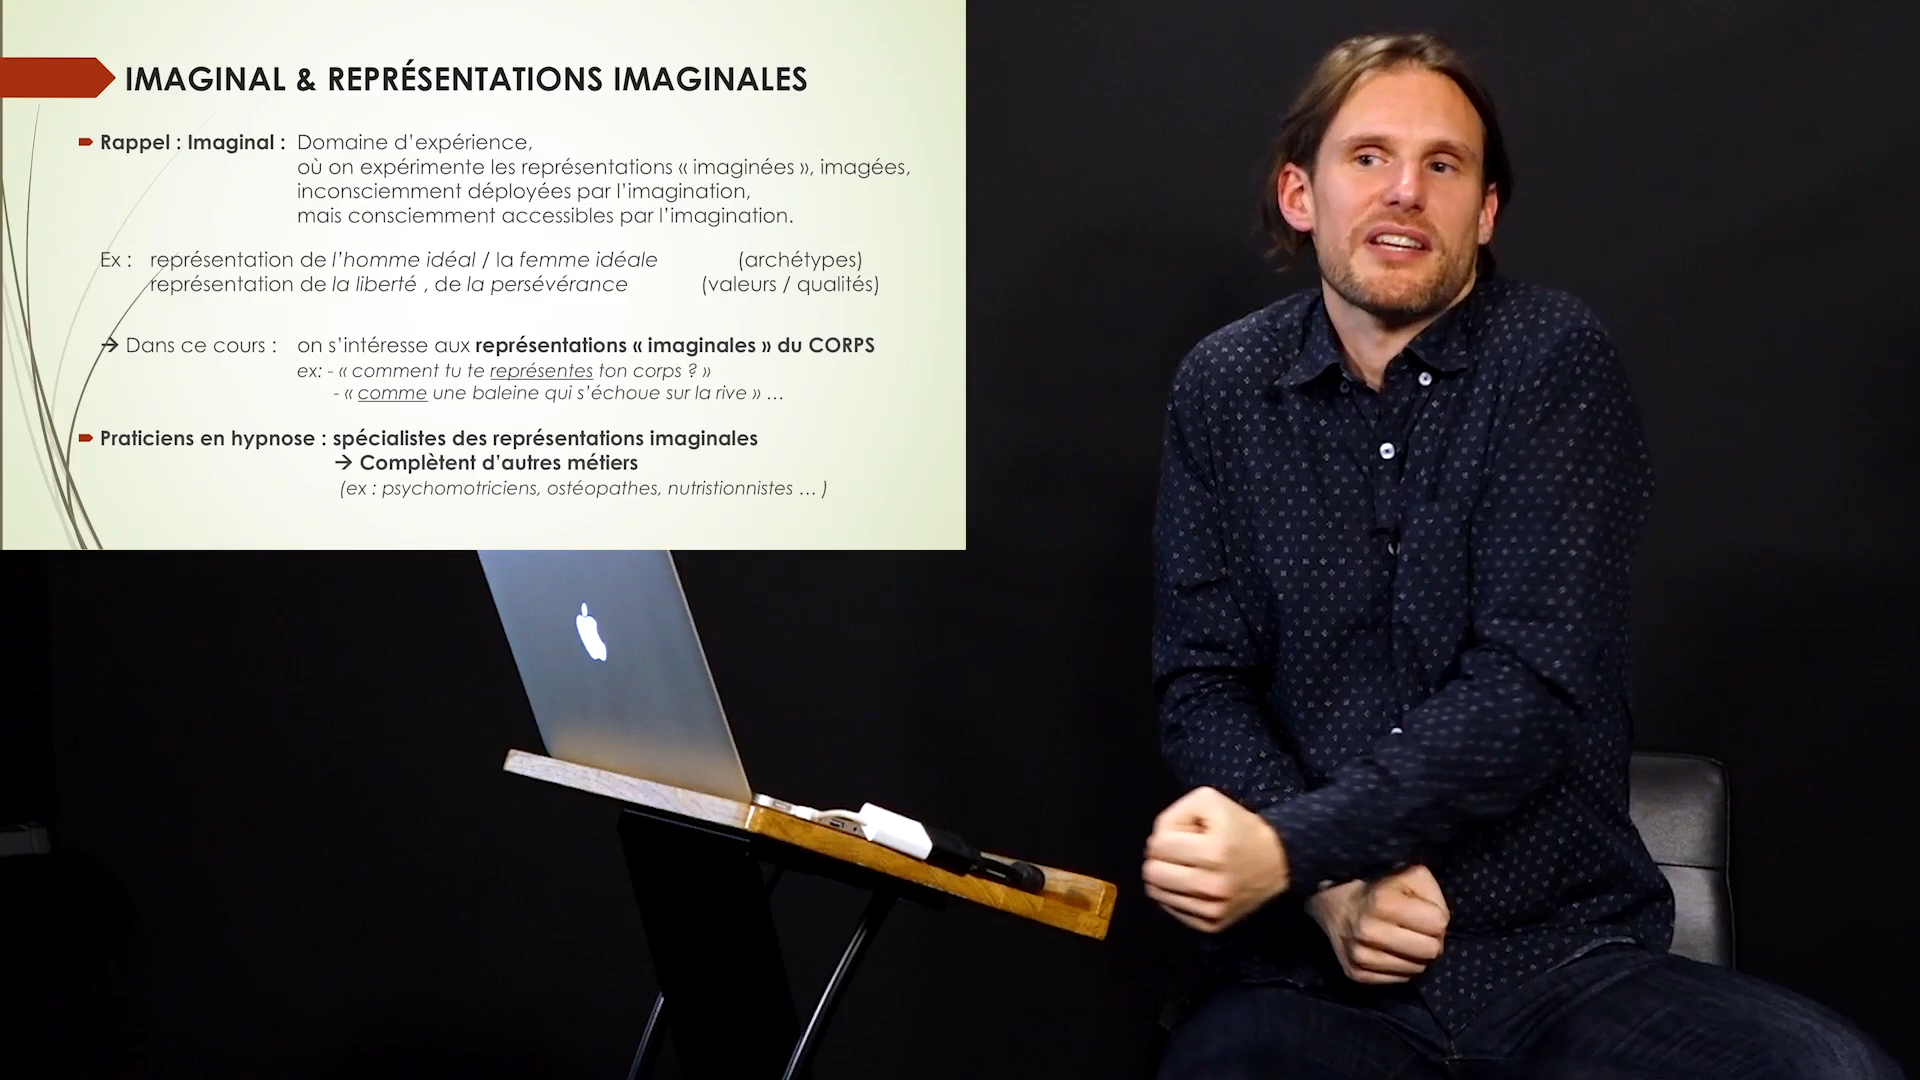 IMAGINAL & REPRÉSENTATIONS IMAGINALES
Rappel : Imaginal : Domaine d’expérience,
où on expérimente les représentations « imaginées », imagées,
inconsciemment déployées par l’imagination,
mais consciemment accessibles par l’imagination.
Ex : représentation de l’homme idéal / la femme idéale (archétypes)
représentation de la liberté , de la persévérance (valeurs / qualités)
→ Dans ce cours : on s’intéresse aux représentations « imaginales » du CORPS
ex: - « comment tu te représentes ton corps ? »
- « comme une baleine qui s’échoue sur la rive » ...
Praticiens en hypnose : spécialistes des représentations imaginales
→ Complètent d’autres métiers
(ex : psychomotriciens, ostéopathes, nutristionnistes ... )